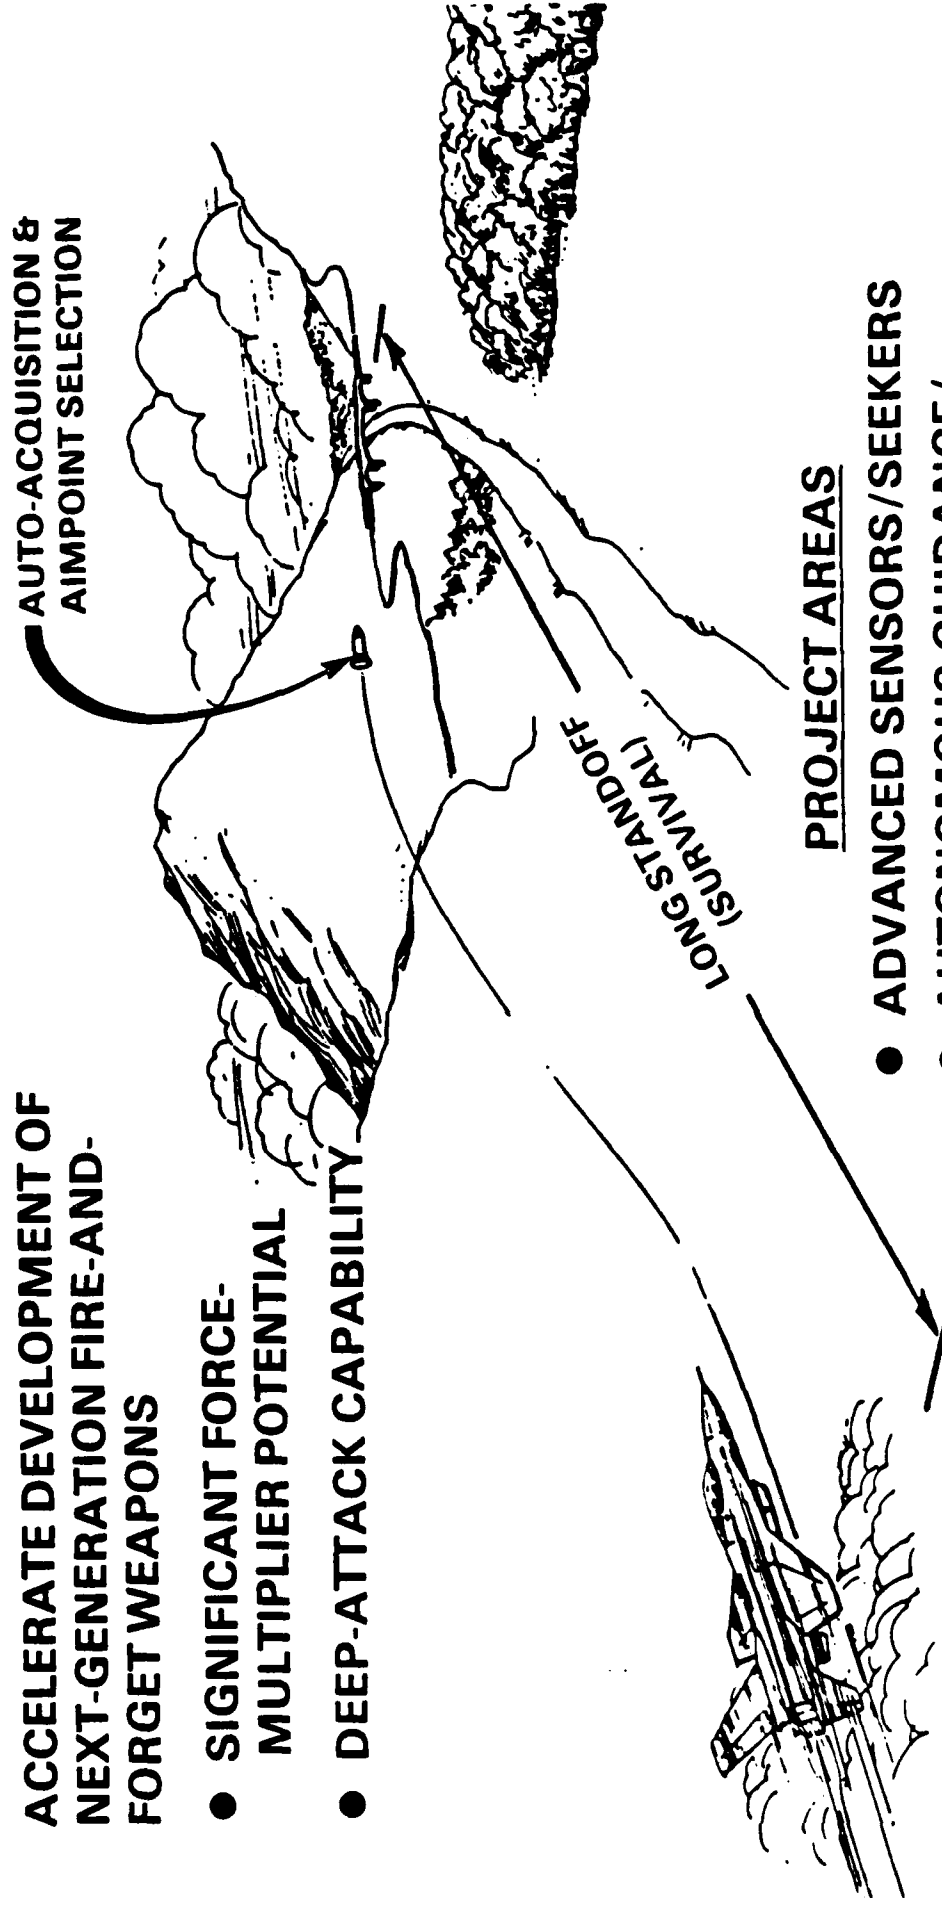 ACCELERATE DEVELOPMENT OF
NEXT-GENERATION FIRE-AND-
FORGET WEAPONS
● SIGNIFICANT FORCE-
MULTIPLIER POTENTIAL
● DEEP-ATTACK CAPABILITY
AUTO-ACQUISITION &
AIMPOINT SELECTION
LONG STANDOFF
(SURVIVAL)
PROJECT AREAS
● ADVANCED SENSORS/SEEKERS